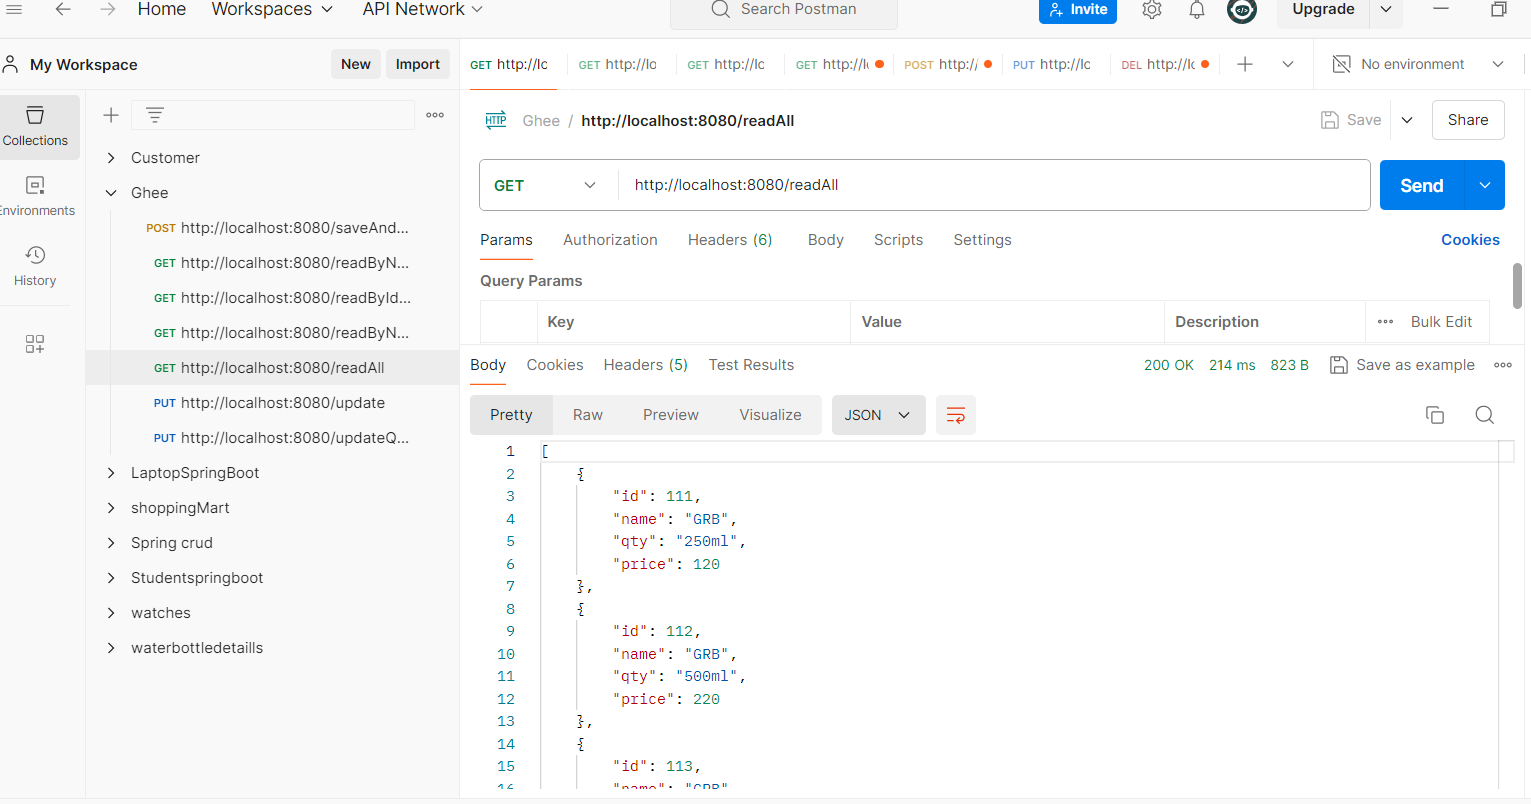 Home Workspaces API Network Search Postman Invite Upgrade
My Workspace New Import GET http://lc GET http://lo GET http://lc GET http://l POST http:// PUT http://lc DEL http://lc No environment
Collections
Environments
History
Customer
Ghee
POST http://localhost:8080/saveAnd...
GET http://localhost:8080/readByN...
GET http://localhost:8080/readById...
GET http://localhost:8080/readByN...
GET http://localhost:8080/readAll
PUT http://localhost:8080/update
PUT http://localhost:8080/updateQ...
LaptopSpringBoot
shoppingMart
Spring crud
Studentspringboot
watches
waterbottledetaills
HTTP Ghee / http://localhost:8080/readAll Save Share
GET http://localhost:8080/readAll Send
Params Authorization Headers (6) Body Scripts Settings Cookies
Query Params
Key Value Description Bulk Edit
Body Cookies Headers (5) Test Results 200 OK 214 ms 823 B Save as example
Pretty Raw Preview Visualize JSON
1 [
2 {
3 "id": 111,
4 "name": "GRB",
5 "qty": "250ml",
6 "price": 120
7 },
8 {
9 "id": 112,
10 "name": "GRB",
11 "qty": "500ml",
12 "price": 220
13 },
14 {
15 "id": 113,
16 "name": "GRB"